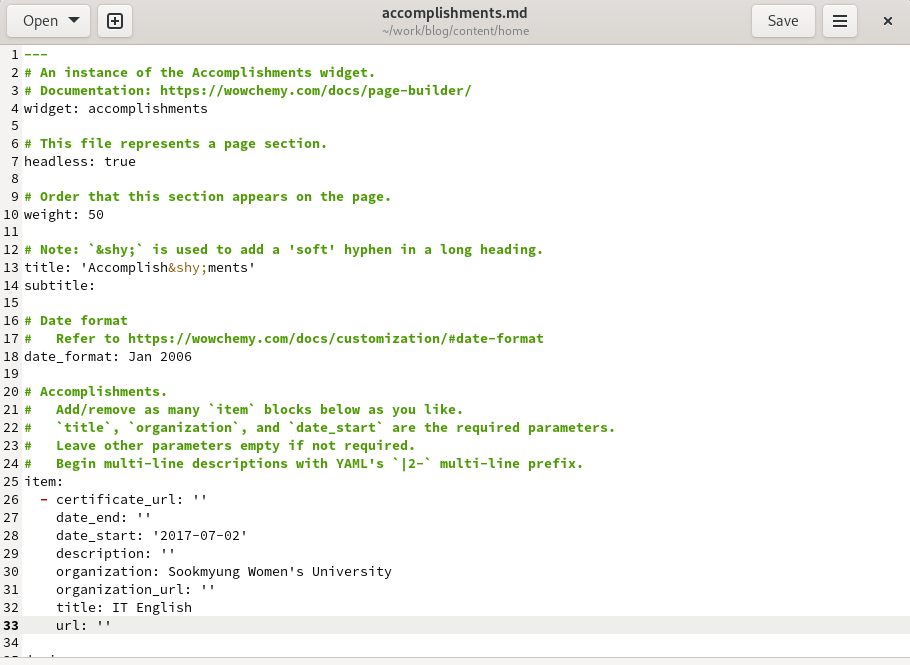 Open
accomplishments.md
~/work/blog/content/home
Save
1 ---
2 # An instance of the Accomplishments widget.
3 # Documentation: https://wowchemy.com/docs/page-builder/
4 widget: accomplishments
5
6 # This file represents a page section.
7 headless: true
8
9 # Order that this section appears on the page.
10 weight: 50
11
12 # Note: `&shy;` is used to add a 'soft' hyphen in a long heading.
13 title: 'Accomplish&shy;ments'
14 subtitle:
15
16 # Date format
17 #   Refer to https://wowchemy.com/docs/customization/#date-format
18 date_format: Jan 2006
19
20 # Accomplishments.
21 #   Add/remove as many `item` blocks below as you like.
22 #   `title`, `organization`, and `date_start` are the required parameters.
23 #   Leave other parameters empty if not required.
24 #   Begin multi-line descriptions with YAML's `|2-` multi-line prefix.
25 item:
26   - certificate_url: ''
27     date_end: ''
28     date_start: '2017-07-02'
29     description: ''
30     organization: Sookmyung Women's University
31     organization_url: ''
32     title: IT English
33     url: ''
34